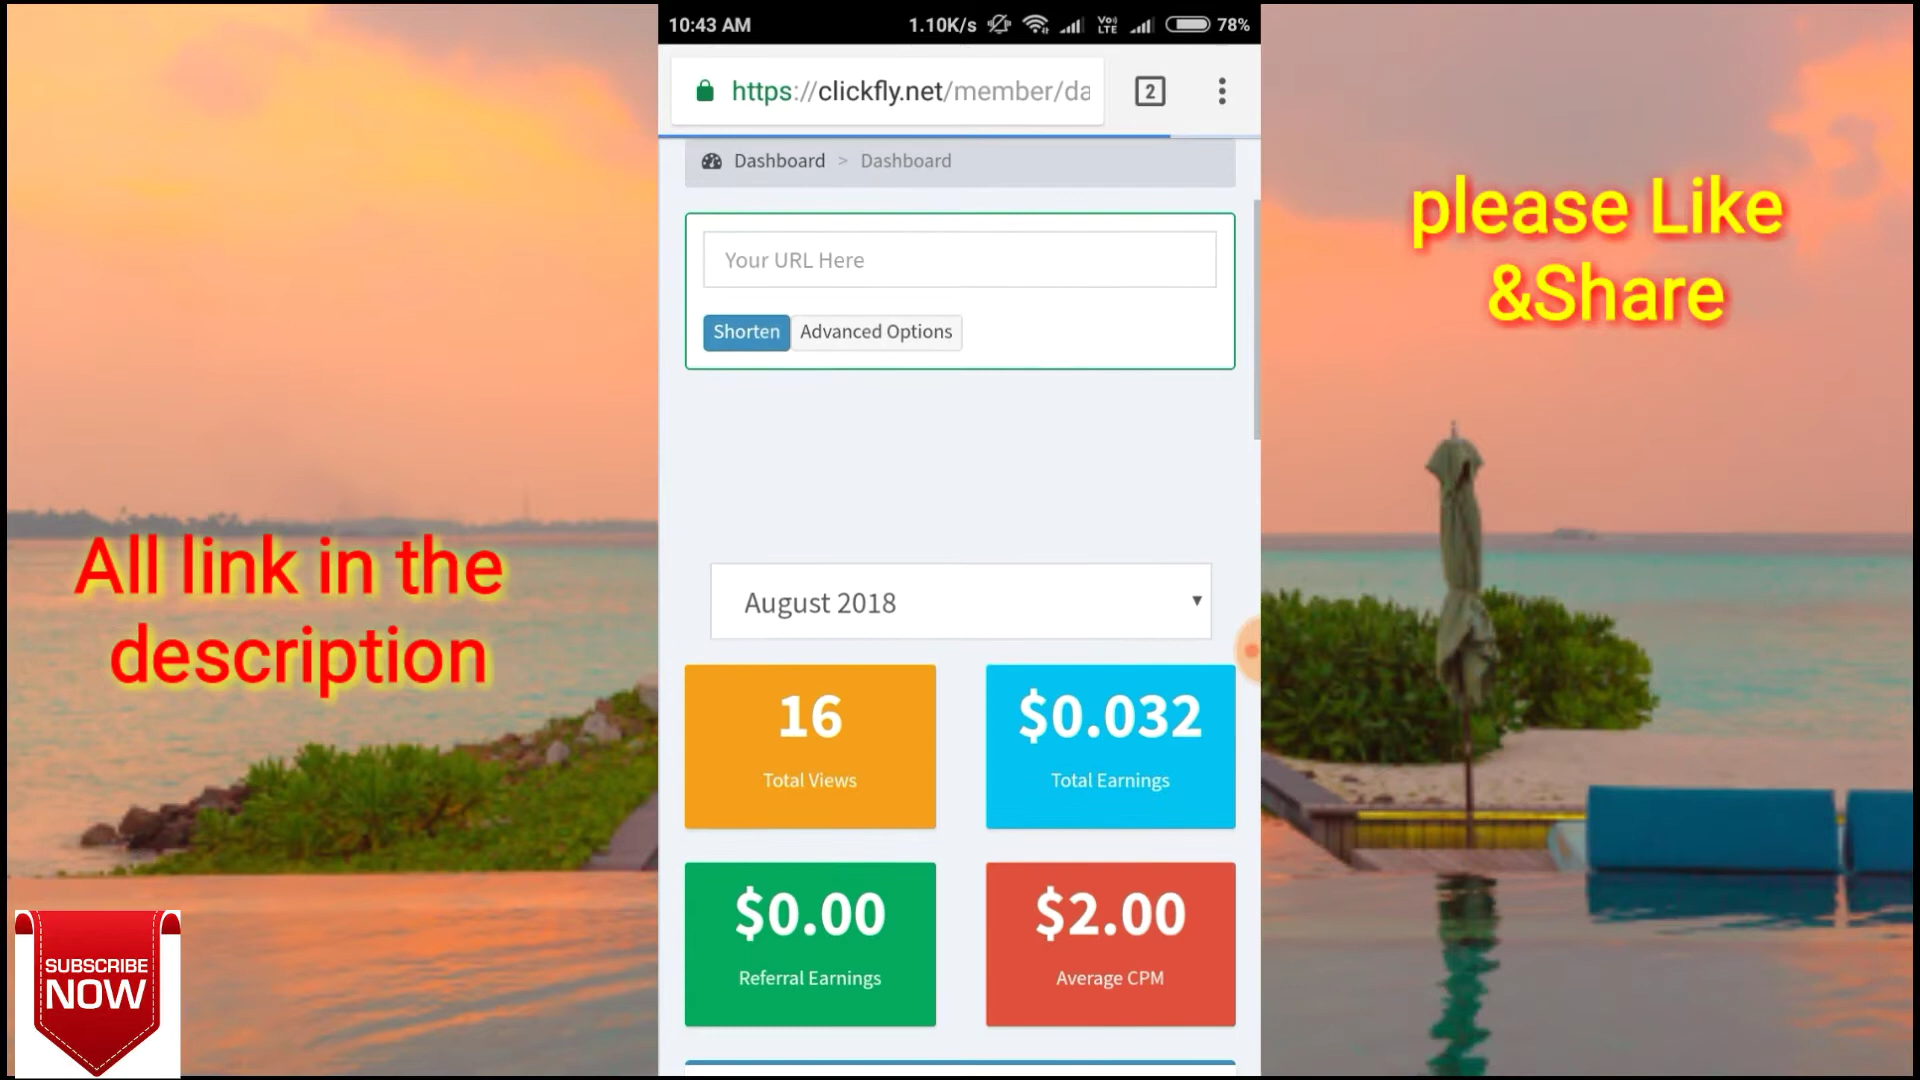 10:43 AM
1.10K/s
Vo) LTE
78%
https://clickfly.net/member/da
2
Dashboard > Dashboard
Your URL Here
Shorten
Advanced Options
August 2018
16
Total Views
$0.032
Total Earnings
$0.00
Referral Earnings
$2.00
Average CPM
All link in the
description
please Like
&Share
SUBSCRIBE
NOW